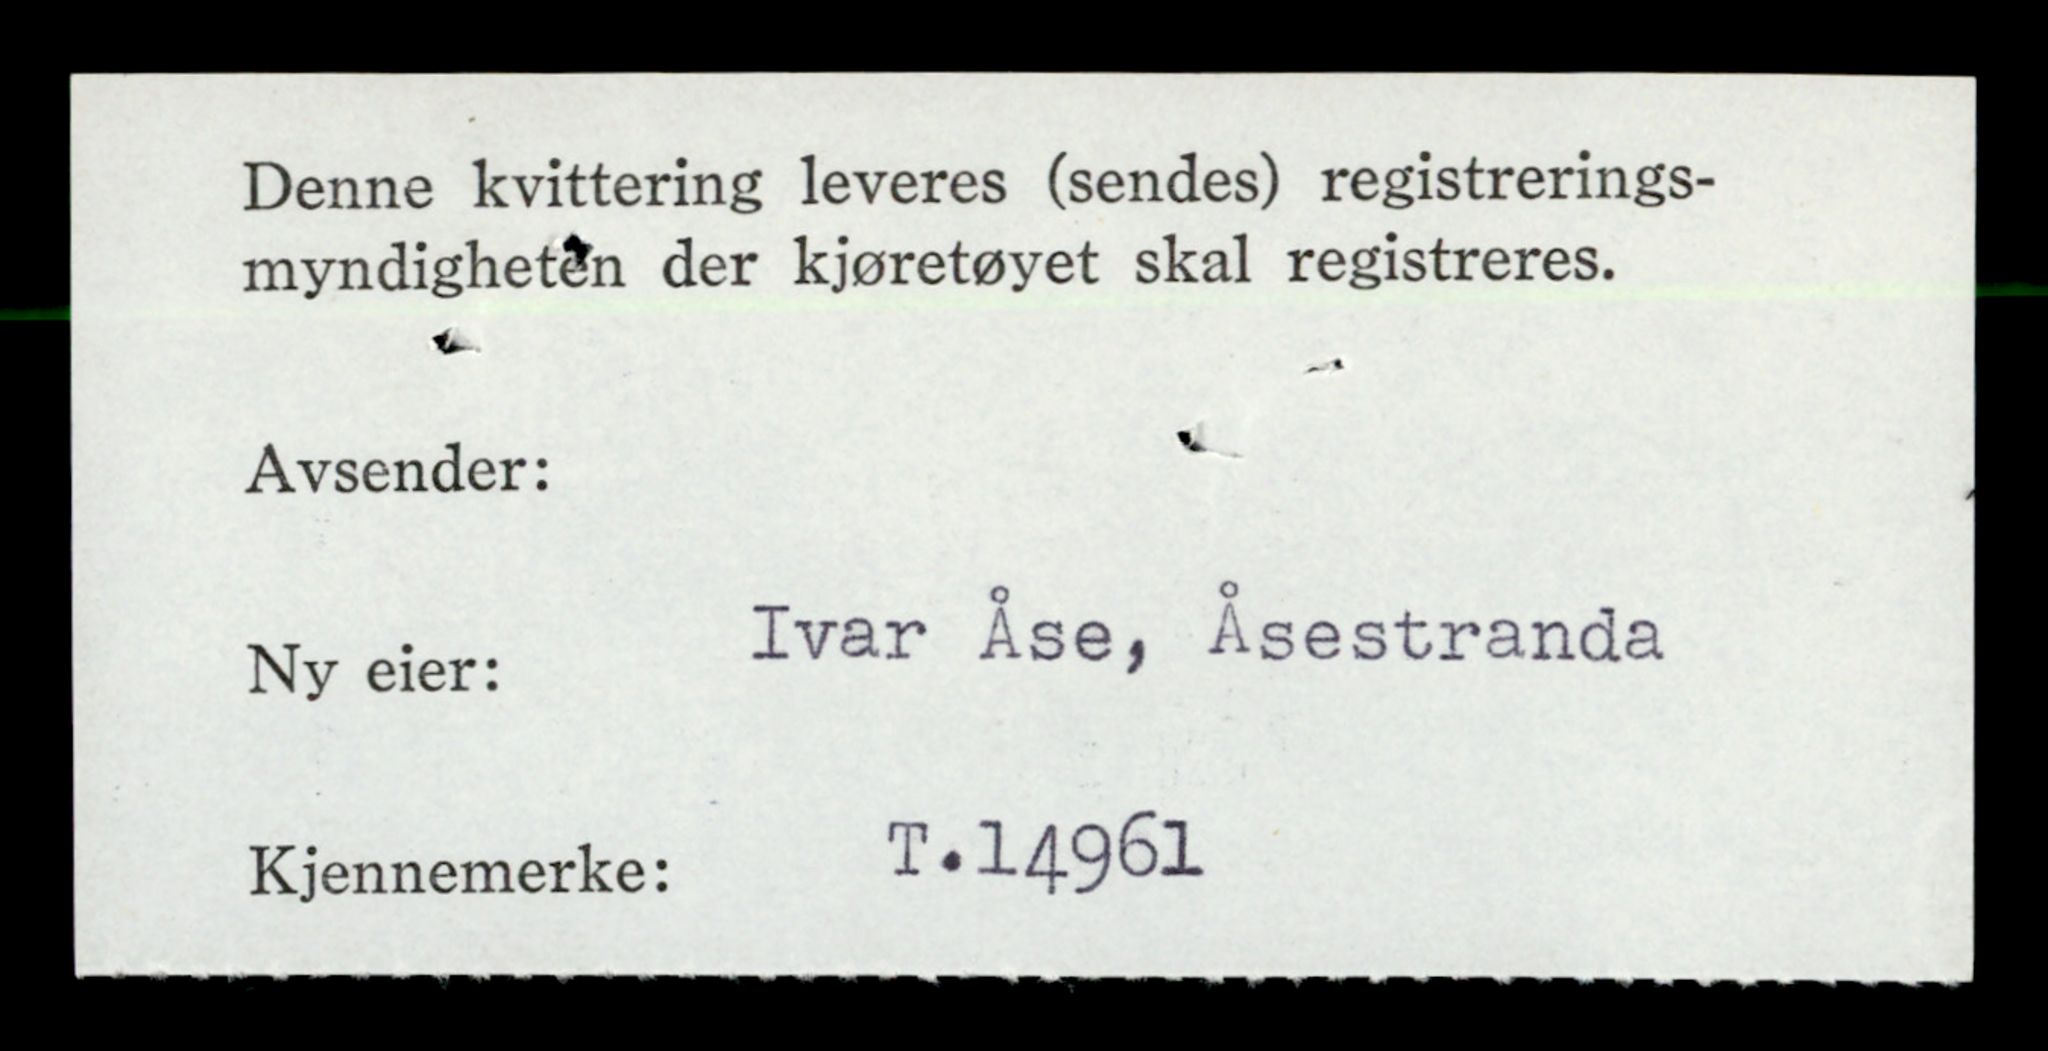 Denne kvittering leveres (sendes) registrerings-
myndigheten der kjøretøyet skal registreres.
Avsender:
Ny eier: Ivar Åse, Åsestranda
Kjennemerke: T.14961